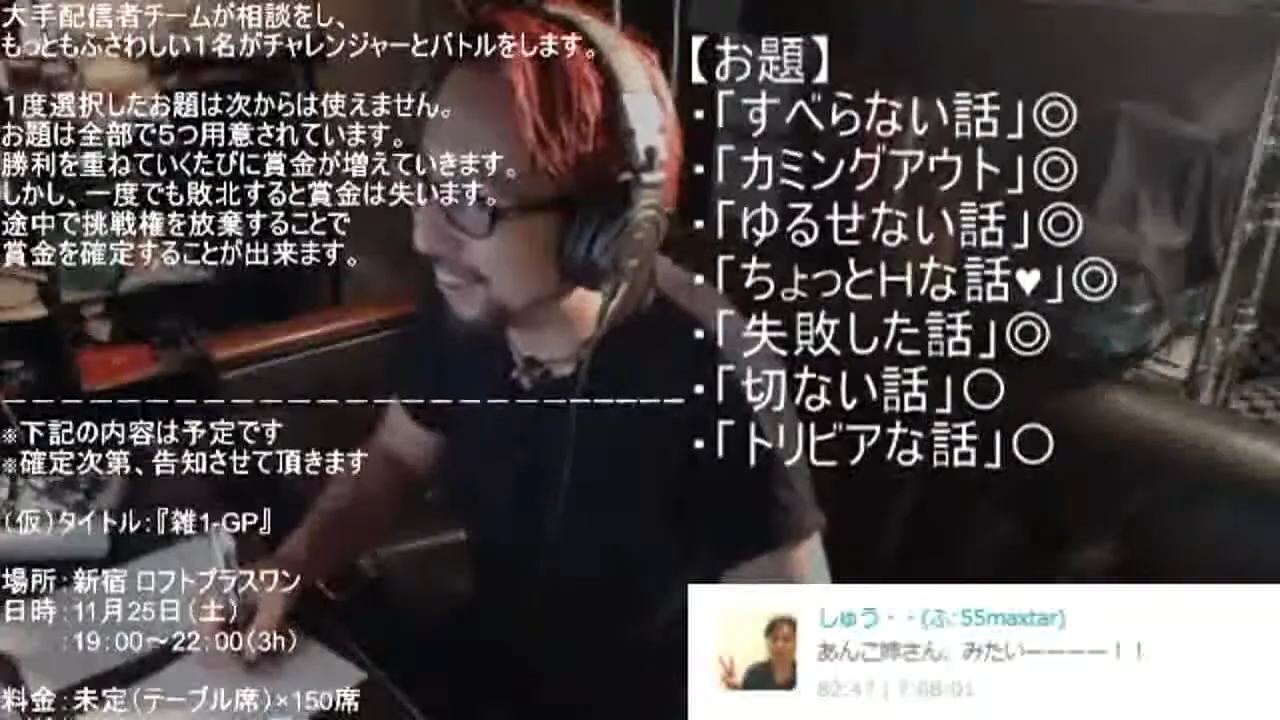 大手配信者チームが相談をし、
もっともふさわしい1名がチャレンジャーとバトルをします。
1度選択したお題は次からは使えません。
お題は全部で5つ用意されています。
勝利を重ねていくたびに賞金が増えていきます。
しかし、一度でも敗北すると賞金は失います。
途中で挑戦権を放棄することで
賞金を確定することが出来ます。
※下記の内容は予定です
※確定次第、告知させて頂きます
(仮)タイトル:『雑1-GP』
場所:新宿 ロフトプラスワン
日時:11月25日(土)
:19:00~22:00(3h)
料金:未定(テーブル席)×150席
【お題】
・「すべらない話」◎
・「カミングアウト」◎
・「ゆるせない話」◎
・「ちょっとHな話♥」◎
・「失敗した話」◎
・「切ない話」○
・「トリビアな話」○
しゅう・・(ふ:55maxtar)
あんこ姉さん、みたいーーーー!!
82:47 | 7:08:01